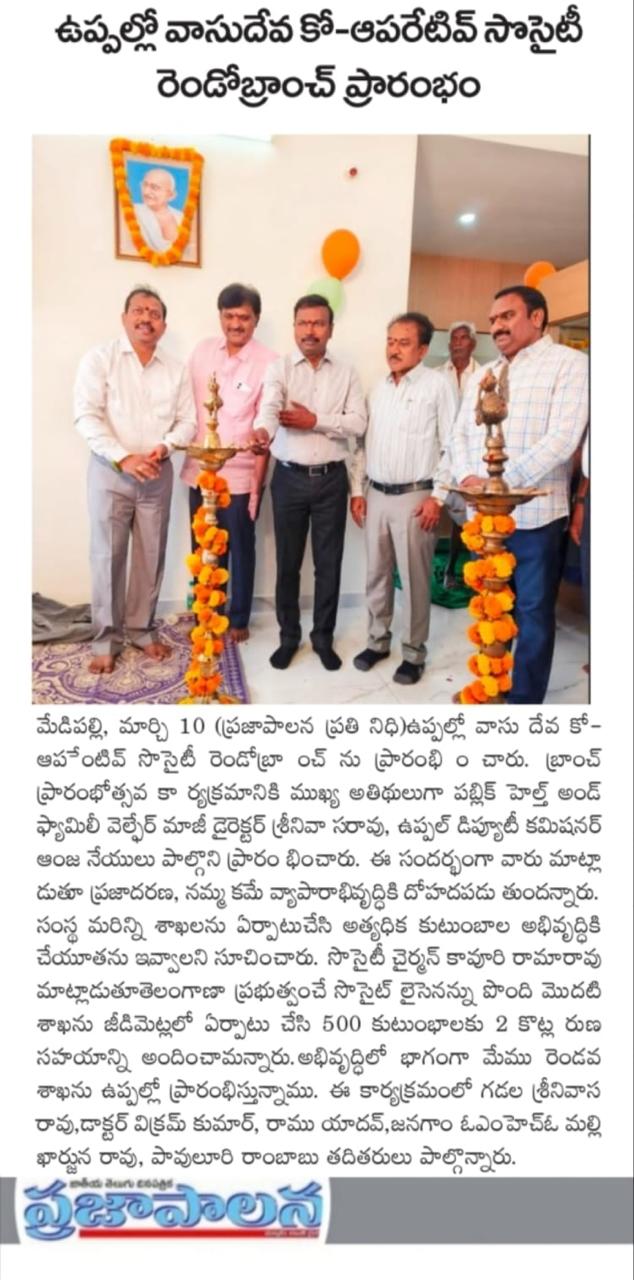 ఉప్పల్లో వాసుదేవ కో-ఆపరేటివ్ సొసైటీ
రెండోబ్రాంచ్ ప్రారంభం
మేడిపల్లి, మార్చి 10 (ప్రజాపాలన ప్రతి నిధి)ఉప్పల్లో వాసు దేవ కో-
ఆపరేంటివ్ సొసైటీ రెండోబ్రా ంచ్ ను ప్రారంభి ం చారు. బ్రాంచ్
ప్రారంభోత్సవ కా ర్యక్రమానికి ముఖ్య అతిథులుగా పబ్లిక్ హెల్త్ అండ్
ఫ్యామిలీ వెల్ఫేర్ మాజీ డైరెక్టర్ శ్రీనివా సరావు, ఉప్పల్ డిప్యూటీ కమిషనర్
ఆంజ నేయులు పాల్గొని ప్రారం భించారు. ఈ సందర్భంగా వారు మాట్లా
డుతూ ప్రజాదరణ, నమ్మ కమే వ్యాపారాభివృద్ధికి దోహదపడు తుందన్నారు.
సంస్థ మరిన్ని శాఖలను ఏర్పాటుచేసి అత్యధిక కుటుంబాల అభివృద్ధికి
చేయూతను ఇవ్వాలని సూచించారు. సొసైటీ చైర్మన్ కావూరి రామారావు
మాట్లాడుతూతెలంగాణా ప్రభుత్వంచే సొసైట్ లైసెనన్ను పొంది మొదటి
శాఖను జీడిమెట్లలో ఏర్పాటు చేసి 500 కుటుంభాలకు 2 కొట్ల రుణ
సహయాన్ని అందించామన్నారు.అభివృద్ధిలో భాగంగా మేము రెండవ
శాఖను ఉప్పల్లో ప్రారంభిస్తున్నాము. ఈ కార్యక్రమంలో గడల శ్రీనివాస
రావు,డాక్టర్ విక్రమ్ కుమార్, రాము యాదవ్,జనగాం ఓఎంహెచ్ఓ మల్లి
ఖార్జున రావు, పావులూరి రాంబాబు తదితరులు పాల్గొన్నారు.
జాతీయ తెలుగు దినపత్రిక
ప్రజాపాలన